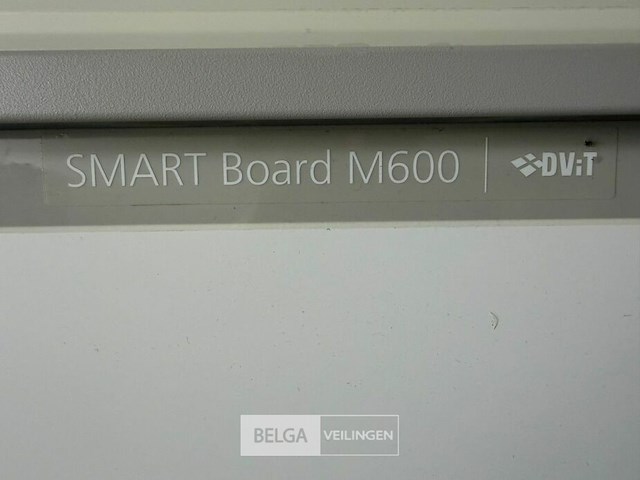 SMART Board M600 | DViT
BELGA VEILINGEN